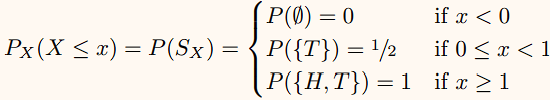 P(∅) = 0 if x < 0
P_X(X ≤ x) = P(S_X) = { P({T}) = 1/2 if 0 ≤ x < 1
P({H, T}) = 1 if x ≥ 1